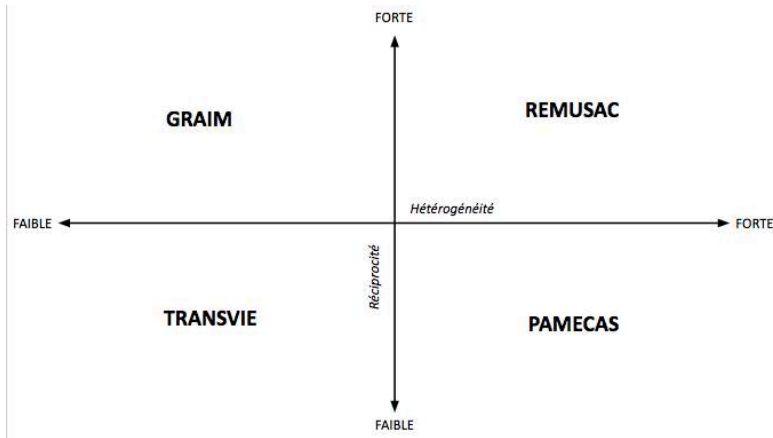 FORTE
GRAIM
REMUSAC
Hétérogénéité
FAIBLE
FORTE
Réciprocité
TRANSVIE
PAMECAS
FAIBLE